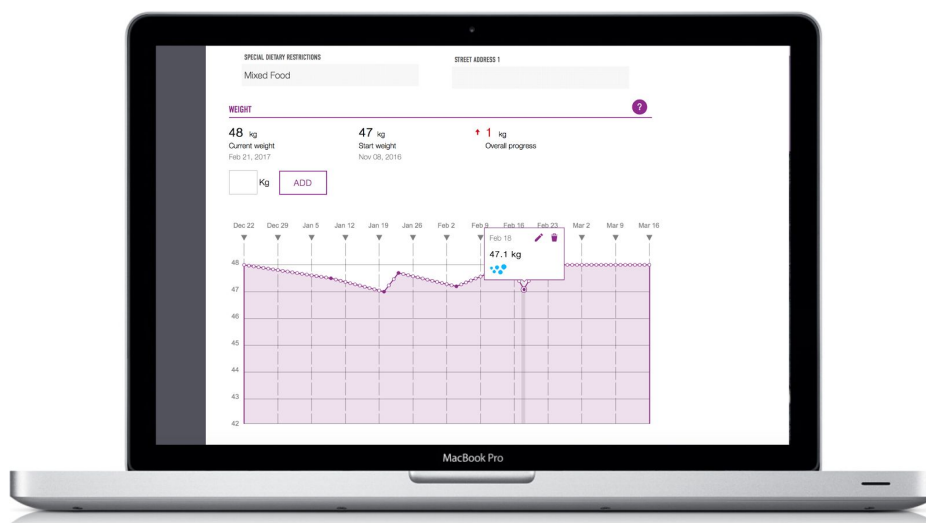 SPECIAL DIETARY RESTRICTIONS
STREET ADDRESS 1
Mixed Food
WEIGHT
?
48 kg
47 kg
1 kg
Current weight
Start weight
Overall progress
Feb 21, 2017
Nov 08, 2016
Kg
ADD
Dec 22 Dec 29 Jan 5 Jan 12 Jan 19 Jan 26 Feb 2 Feb 9 Feb 16 Feb 23 Mar 2 Mar 9 Mar 16
Feb 18
47.1 kg
48
47
46
45
44
43
42
MacBook Pro